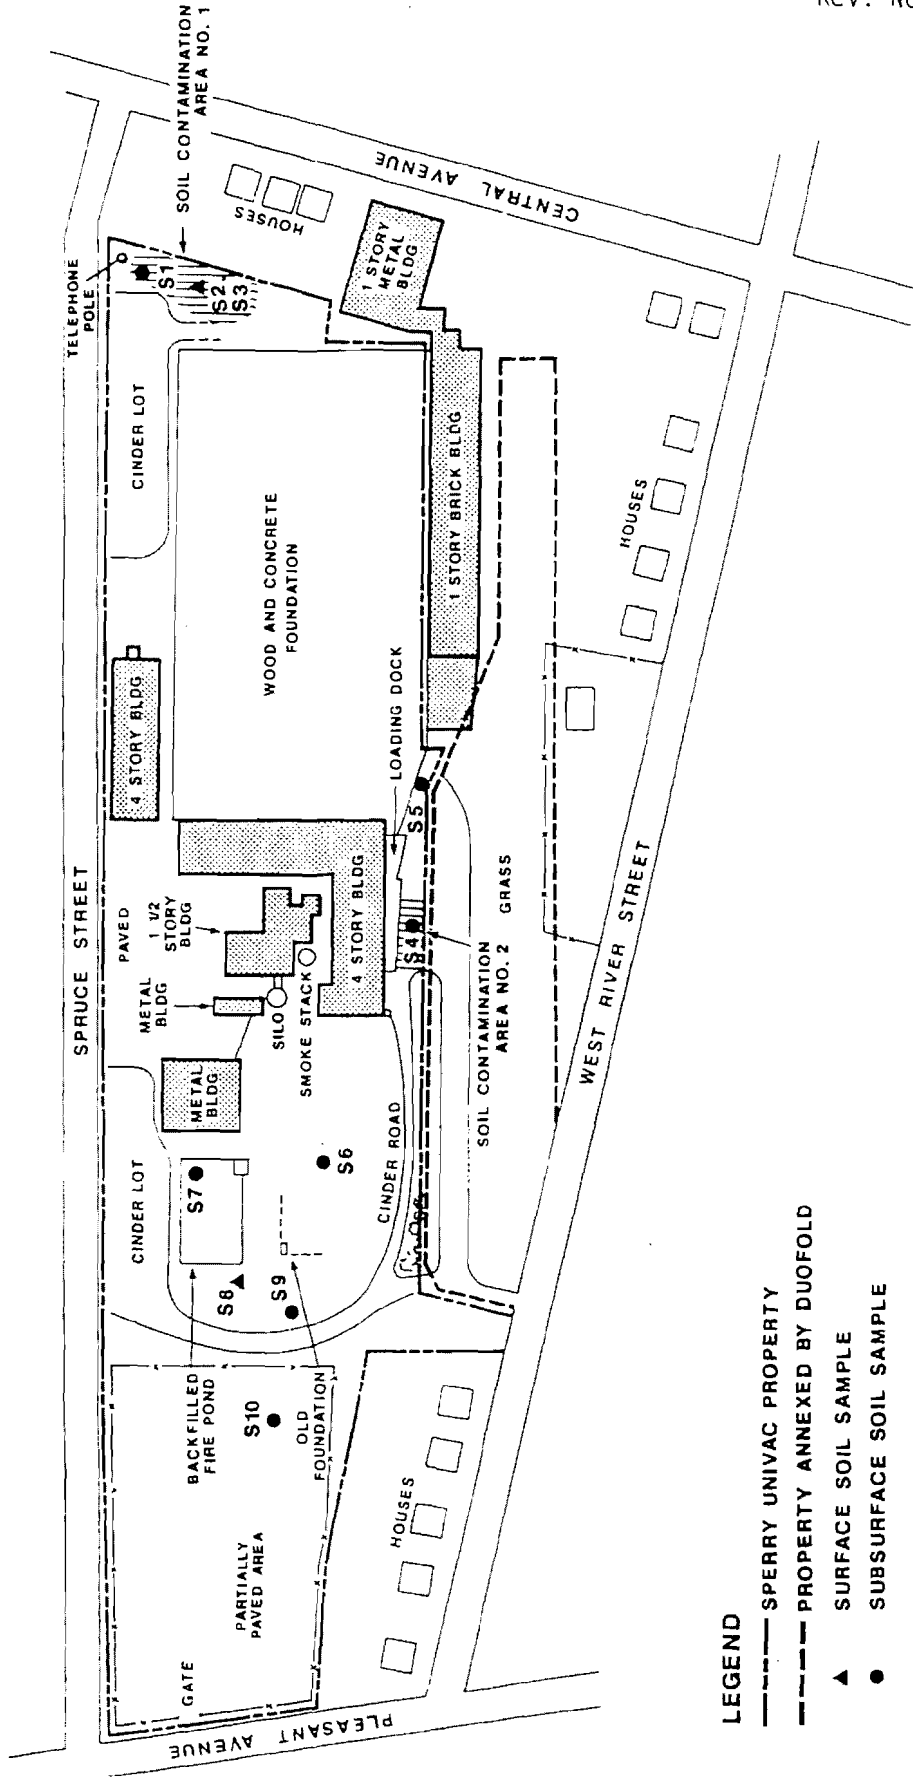 REV. NO
SOIL CONTAMINATION
AREA NO. 1
TELEPHONE
POLE
S1
S2
S3
HOUSES
CENTRAL AVENUE
1 STORY
METAL
BLDG
CINDER LOT
WOOD AND CONCRETE
FOUNDATION
1 STORY BRICK BLDG
HOUSES
4 STORY BLDG
LOADING DOCK
S5
SPRUCE STREET
PAVED
1 1/2
STORY
BLDG
4 STORY BLDG
S4
GRASS
METAL
BLDG
SILO
SMOKE STACK
SOIL CONTAMINATION
AREA NO. 2
WEST RIVER STREET
METAL
BLDG
CINDER LOT
S7
S6
CINDER ROAD
S8
S9
BACKFILLED
FIRE POND
S10
OLD
FOUNDATION
PARTIALLY
PAVED AREA
HOUSES
GATE
PLEASANT AVENUE
LEGEND
SPERRY UNIVAC PROPERTY
PROPERTY ANNEXED BY DUOFOLD
SURFACE SOIL SAMPLE
SUBSURFACE SOIL SAMPLE